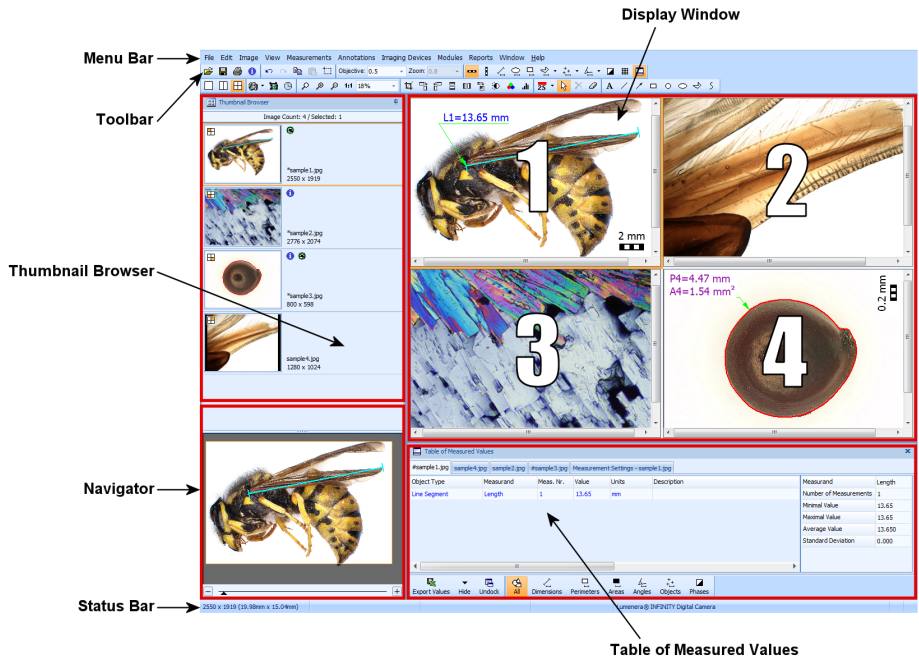 Display Window
Menu Bar
File Edit Image View Measurements Annotations Imaging Devices Modules Reports Window Help
Toolbar
Objective: 0.5 Zoom: 0.8
1:1 18%
Thumbnail Browser
Image Count: 4 / Selected: 1
*sample1.jpg
2550 x 1919
*sample2.jpg
2776 x 2074
*sample3.jpg
800 x 598
sample4.jpg
1280 x 1024
Thumbnail Browser
L1=13.65 mm
1
2 mm
2
3
P4=4.47 mm
A4=1.54 mm²
0.2 mm
4
Navigator
Table of Measured Values
#sample1.jpg sample4.jpg sample2.jpg #sample3.jpg Measurement Settings - sample1.jpg
Object Type Measurand Meas. Nr. Value Units Description
Line Segment Length 1 13.65 mm
Measurand Length
Number of Measurements 1
Minimal Value 13.65
Maximal Value 13.65
Average Value 13.650
Standard Deviation 0.000
Export Values Hide Undock All Dimensions Perimeters Areas Angles Objects Phases
Status Bar
2550 x 1919 (19.98mm x 15.04mm)
Lumenera® INFINITY Digital Camera
Table of Measured Values